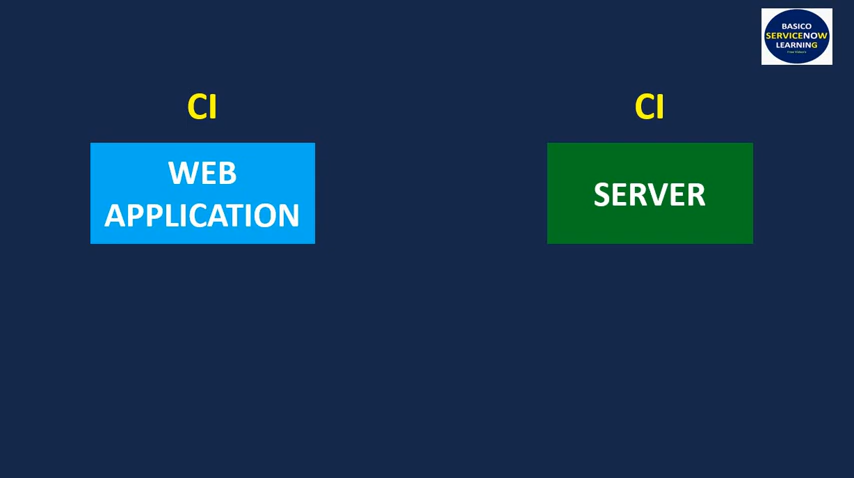 BASICO
SERVICENOW
LEARNING
CI
CI
WEB
APPLICATION
SERVER